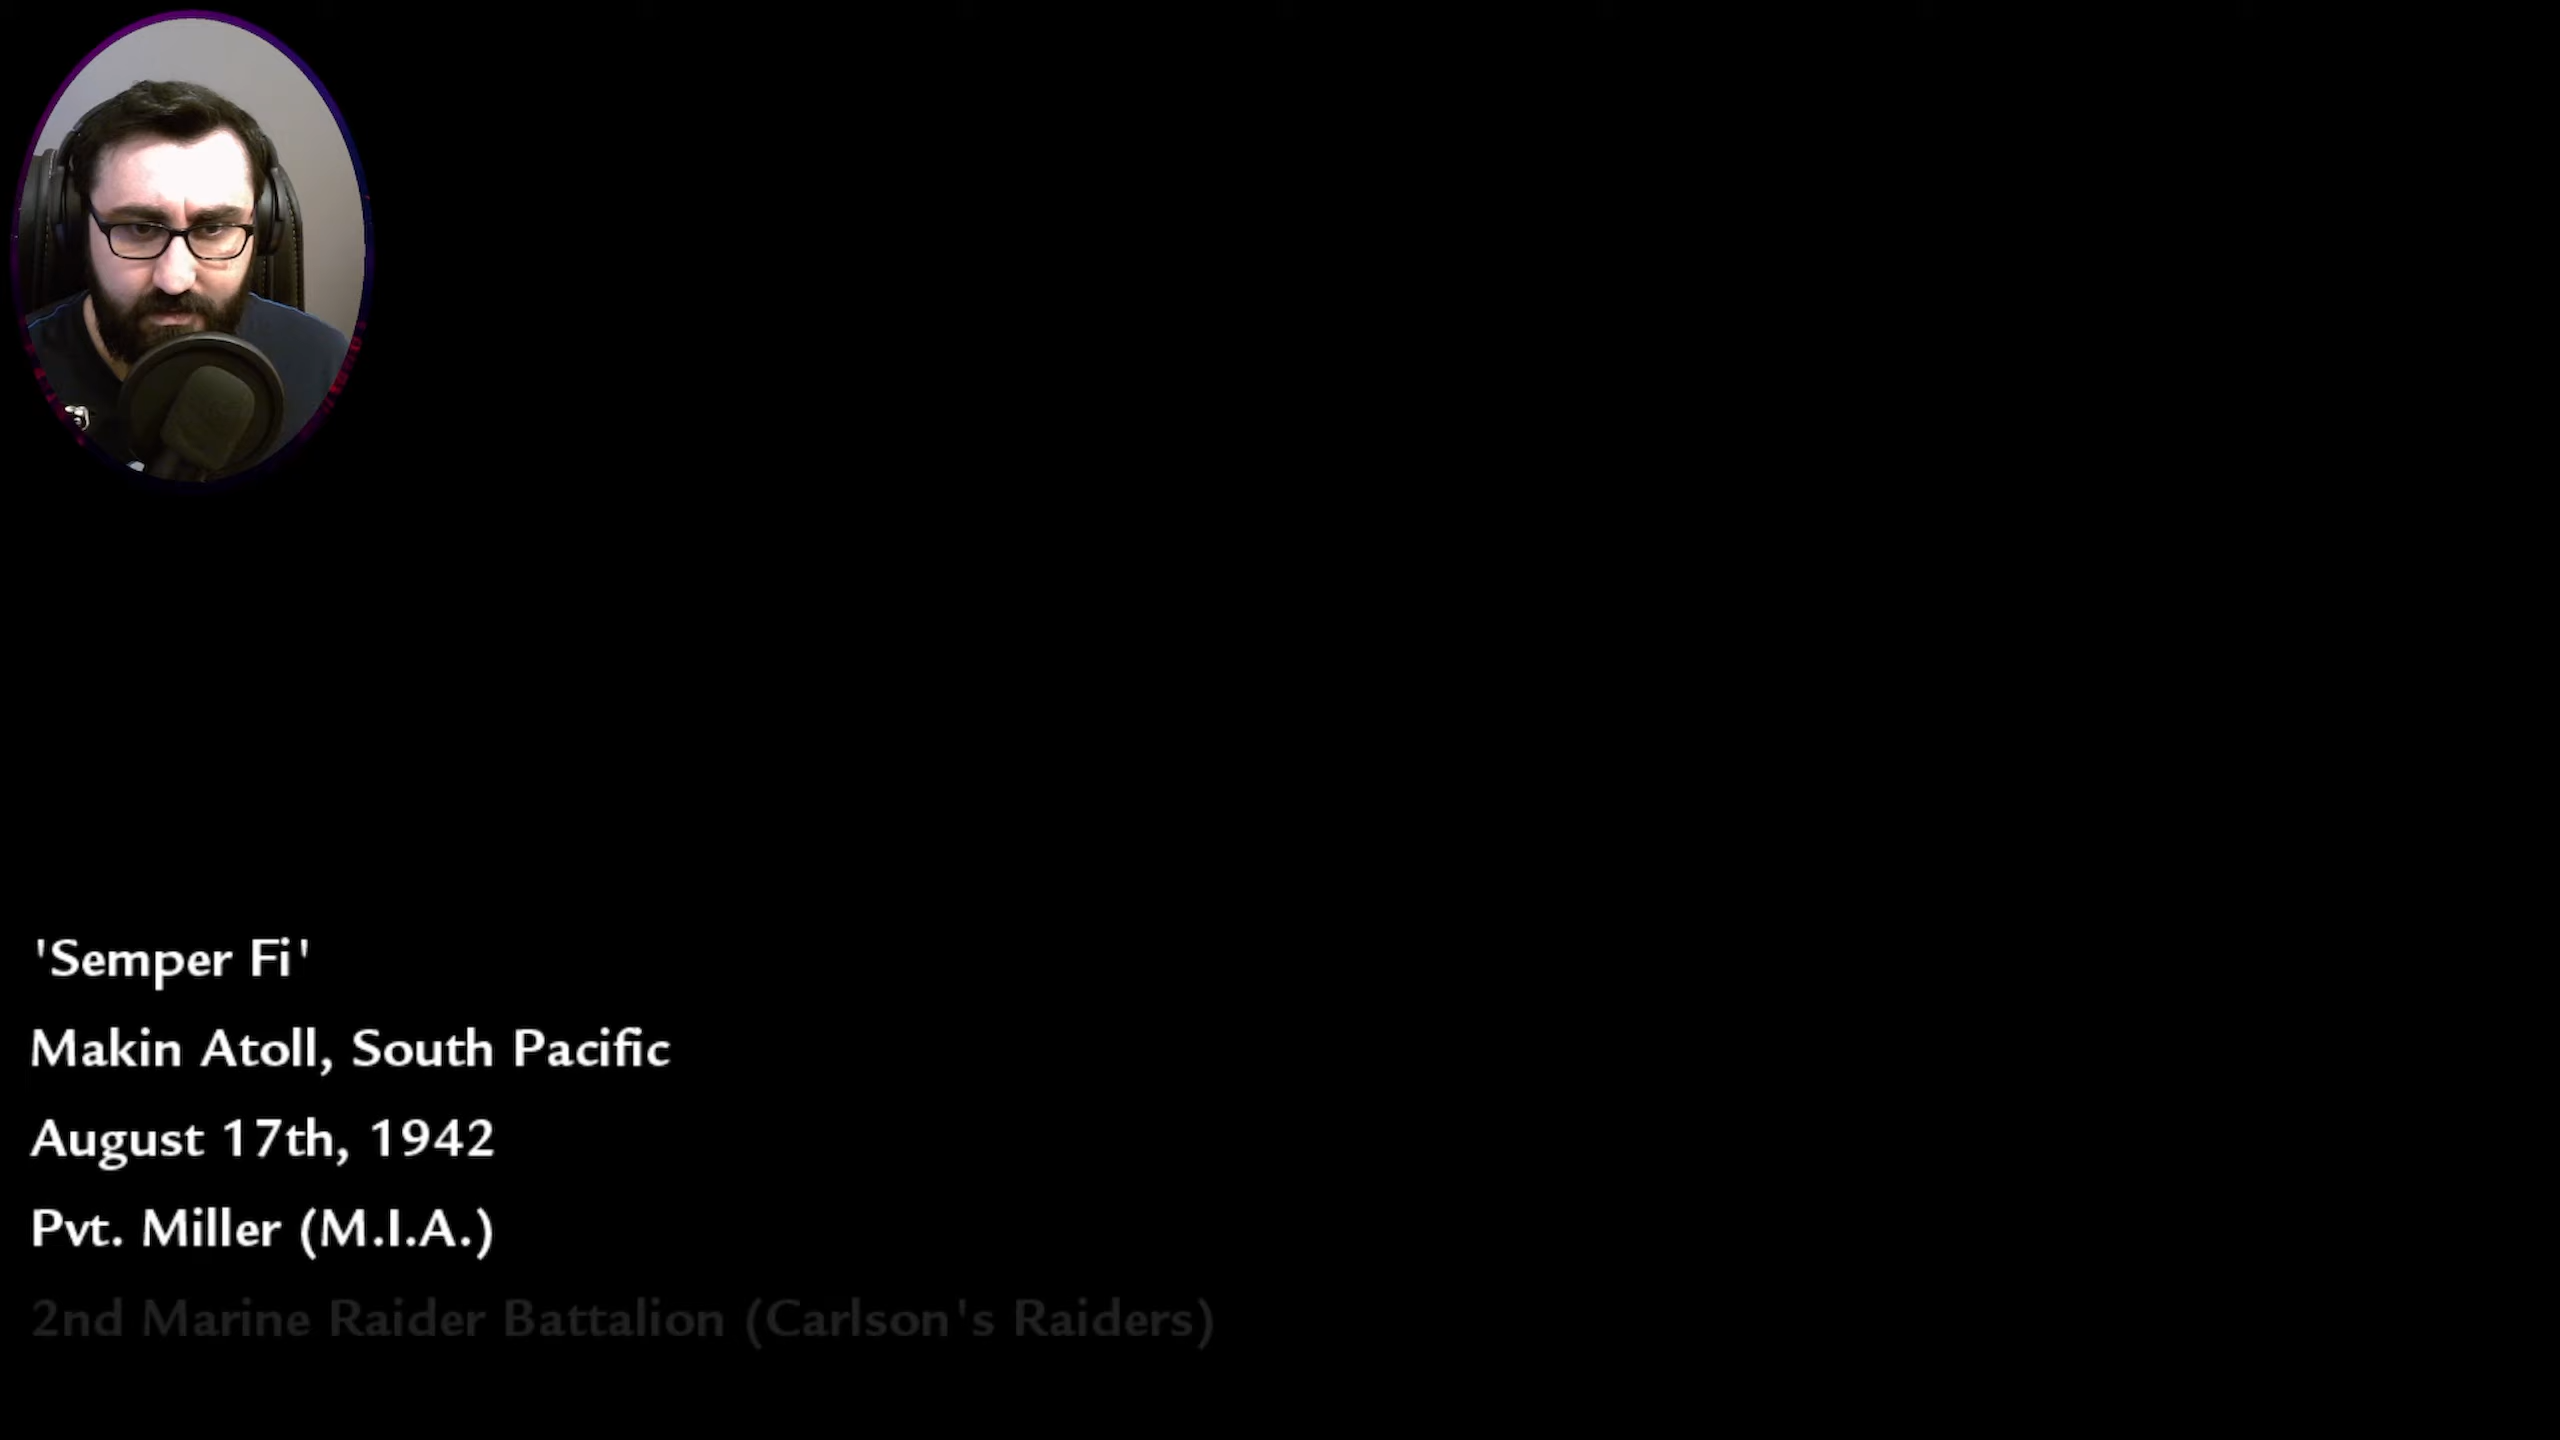 'Semper Fi'
Makin Atoll, South Pacific
August 17th, 1942
Pvt. Miller (M.I.A.)
2nd Marine Raider Battalion (Carlson's Raiders)